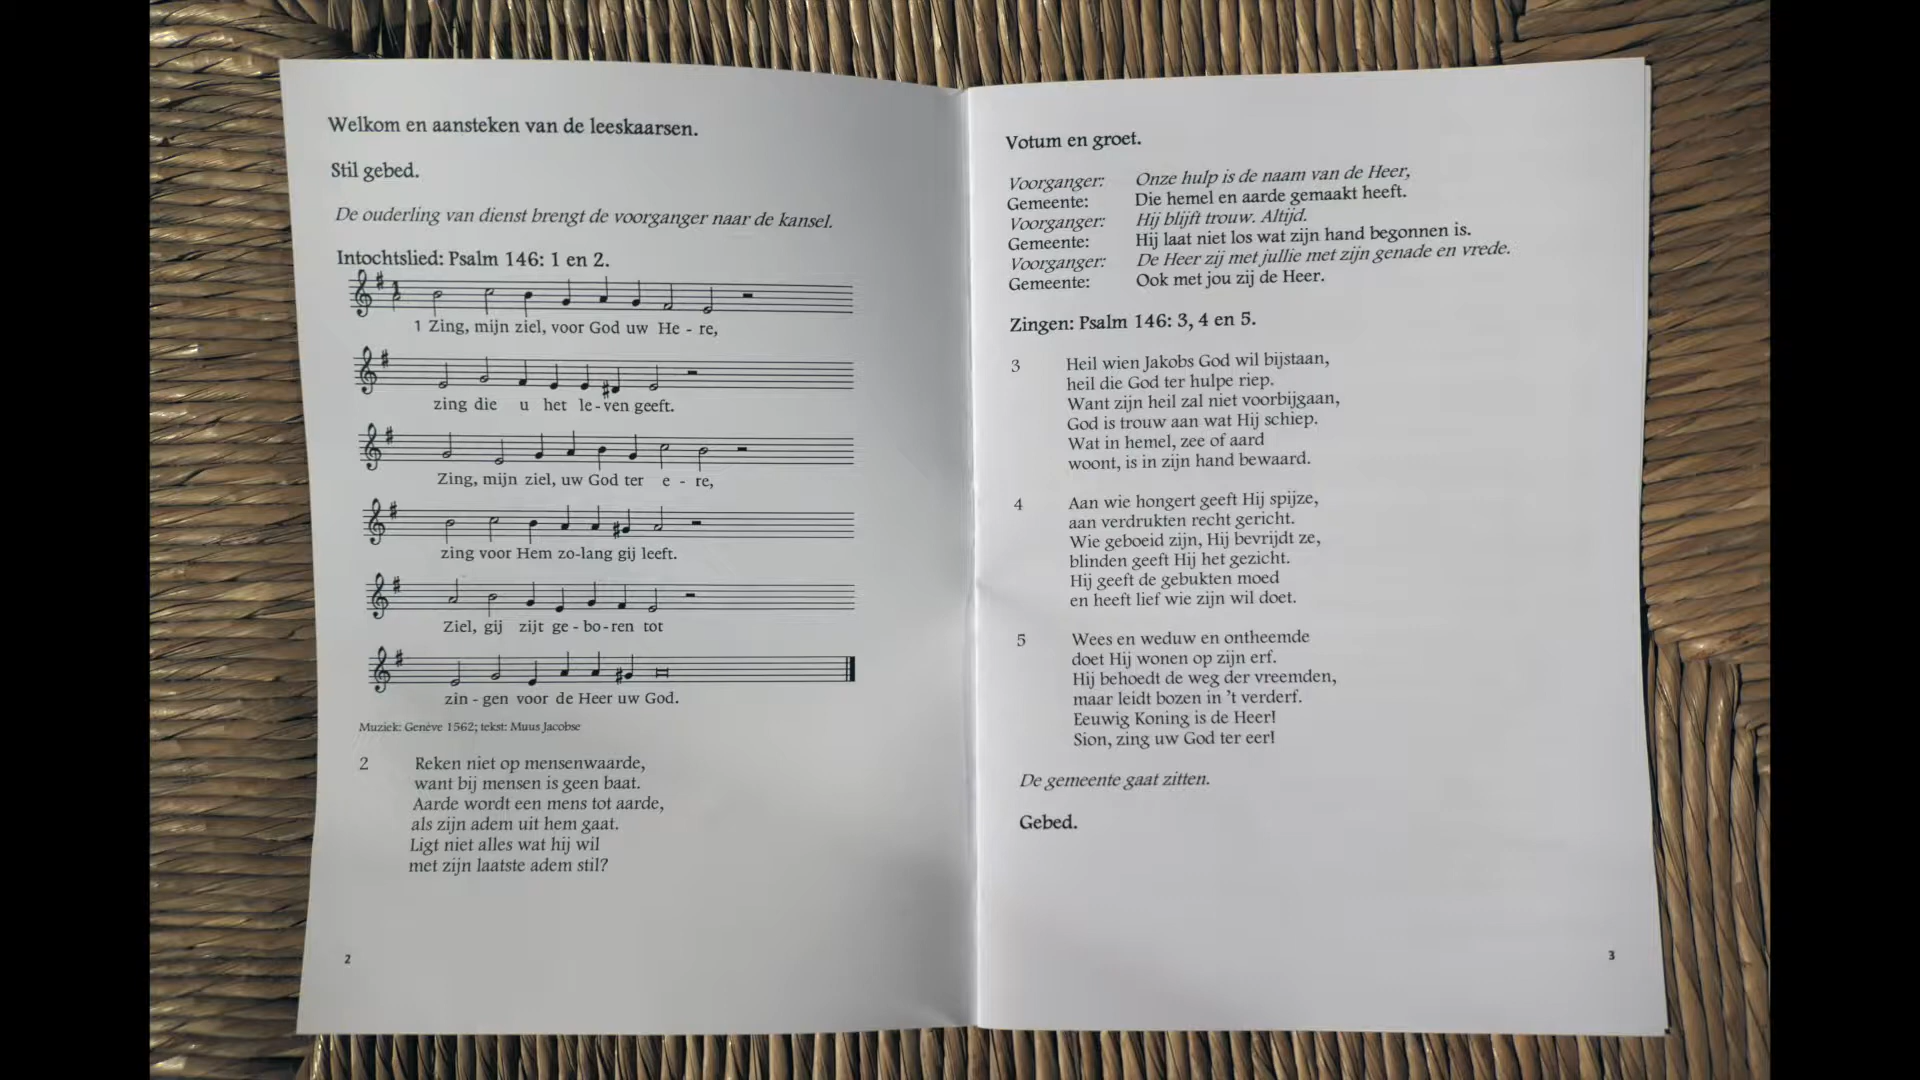 Welkom en aansteken van de leeskaarsen.
Stil gebed.
De ouderling van dienst brengt de voorganger naar de kansel.
Intochtslied: Psalm 146: 1 en 2.
1 Zing, mijn ziel, voor God uw He - re,
zing die u het le - ven geeft.
Zing, mijn ziel, uw God ter e - re,
zing voor Hem zo-lang gij leeft.
Ziel, gij zijt ge - bo - ren tot
zin - gen voor de Heer uw God.
Muziek: Genève 1562; tekst: Muus Jacobse
2 Reken niet op mensenwaarde,
want bij mensen is geen baat.
Aarde wordt een mens tot aarde,
als zijn adem uit hem gaat.
Ligt niet alles wat hij wil
met zijn laatste adem stil?
2
Votum en groet.
Voorganger: Onze hulp is de naam van de Heer,
Gemeente: Die hemel en aarde gemaakt heeft.
Voorganger: Hij blijft trouw. Altijd.
Gemeente: Hij laat niet los wat zijn hand begonnen is.
Voorganger: De Heer zij met jullie met zijn genade en vrede.
Gemeente: Ook met jou zij de Heer.
Zingen: Psalm 146: 3, 4 en 5.
3 Heil wien Jakobs God wil bijstaan,
heil die God ter hulpe riep.
Want zijn heil zal niet voorbijgaan,
God is trouw aan wat Hij schiep.
Wat in hemel, zee of aard
woont, is in zijn hand bewaard.
4 Aan wie hongert geeft Hij spijze,
aan verdrukten recht gericht.
Wie geboeid zijn, Hij bevrijdt ze,
blinden geeft Hij het gezicht.
Hij geeft de gebukten moed
en heeft lief wie zijn wil doet.
5 Wees en weduw en ontheemde
doet Hij wonen op zijn erf.
Hij behoedt de weg der vreemden,
maar leidt bozen in 't verderf.
Eeuwig Koning is de Heer!
Sion, zing uw God ter eer!
De gemeente gaat zitten.
Gebed.
3